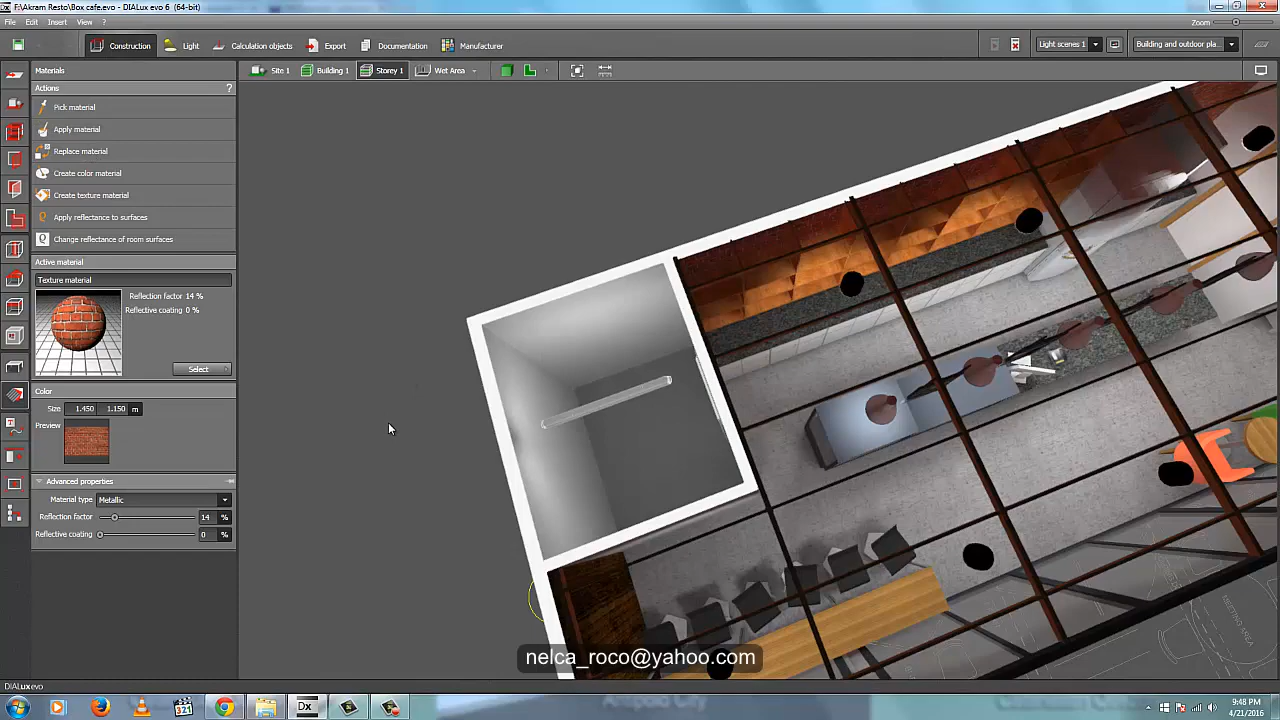 F:\Akram Resto\Box cafe.evo - DIALux evo 6 (64-bit)
File Edit Insert View ? Zoom
Construction Light Calculation objects Export Documentation Manufacturer Light scenes 1 Building and outdoor pla...
Materials Site 1 Building 1 Storey 1 Wet Area
Actions ?
Pick material
Apply material
Replace material
Create color material
Create texture material
Apply reflectance to surfaces
Change reflectance of room surfaces
Active material
Texture material
Reflection factor 14 %
Reflective coating 0 %
Select
Color
Size 1.450 1.150 m
Preview
Advanced properties
Material type Metallic
Reflection factor 14 %
Reflective coating 0 %
MEETING AREA
nelca_roco@yahoo.com
DIALux evo
Dx 321 9:48 PM
4/21/2016